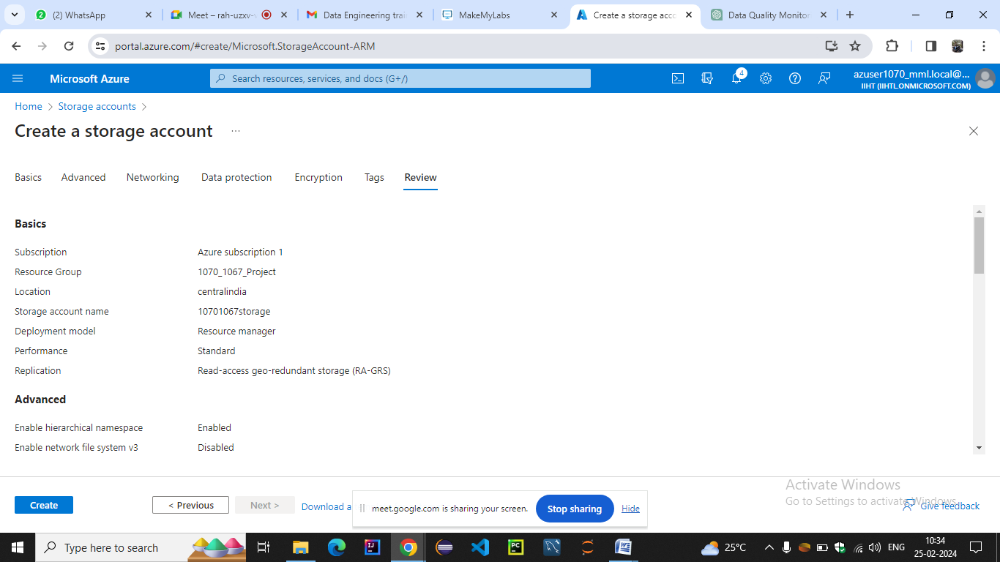 (2) WhatsApp
Meet – rah-uzxv-
Data Engineering trai
MakeMyLabs
Create a storage acco
Data Quality Monitor
portal.azure.com/#create/Microsoft.StorageAccount-ARM
Microsoft Azure
Search resources, services, and docs (G+/)
4
azuser1070_mml.local@...
IIHT (IIHTL.ONMICROSOFT.COM)
Home > Storage accounts >
Create a storage account ...
Basics Advanced Networking Data protection Encryption Tags Review
Basics
Subscription Azure subscription 1
Resource Group 1070_1067_Project
Location centralindia
Storage account name 10701067storage
Deployment model Resource manager
Performance Standard
Replication Read-access geo-redundant storage (RA-GRS)
Advanced
Enable hierarchical namespace Enabled
Enable network file system v3 Disabled
Activate Windows
Go to Settings to activate Windows.
Create < Previous Next > Download a
meet.google.com is sharing your screen. Stop sharing Hide
Give feedback
Type here to search
25°C
ENG
10:34
25-02-2024